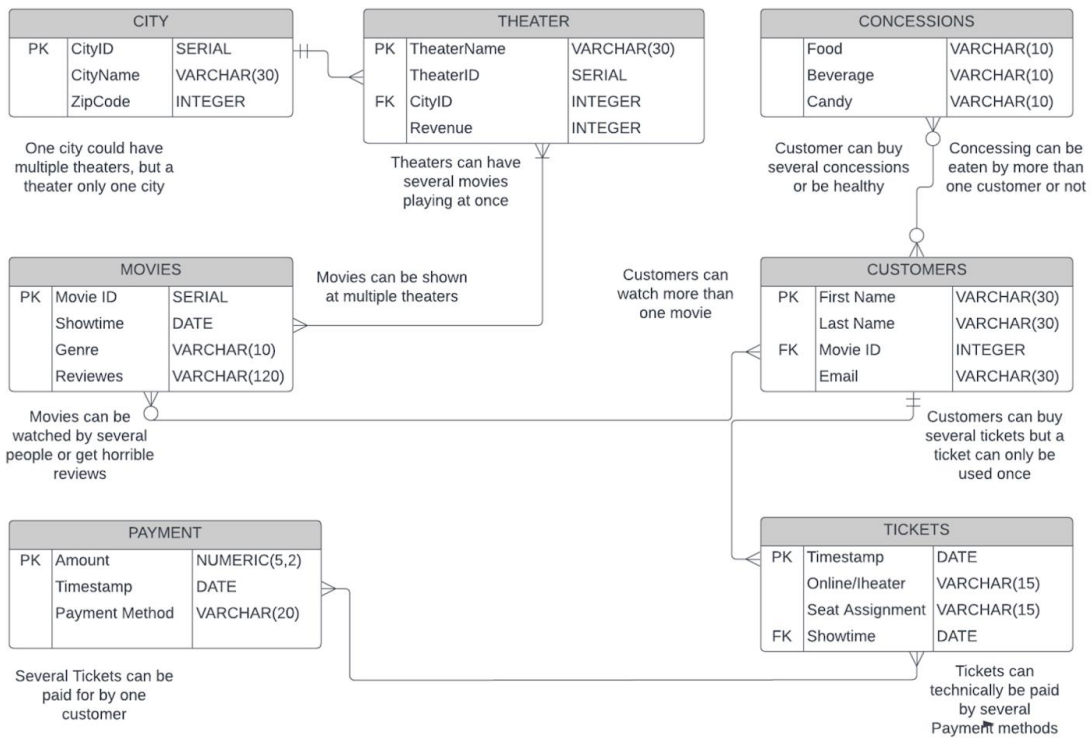 CITY
PK CityID SERIAL
CityName VARCHAR(30)
ZipCode INTEGER
THEATER
PK TheaterName VARCHAR(30)
TheaterID SERIAL
FK CityID INTEGER
Revenue INTEGER
CONCESSIONS
Food VARCHAR(10)
Beverage VARCHAR(10)
Candy VARCHAR(10)
One city could have
multiple theaters, but a
theater only one city
Theaters can have
several movies
playing at once
Customer can buy
several concessions
or be healthy
Concessing can be
eaten by more than
one customer or not
MOVIES
PK Movie ID SERIAL
Showtime DATE
Genre VARCHAR(10)
Reviewes VARCHAR(120)
Movies can be shown
at multiple theaters
Customers can
watch more than
one movie
CUSTOMERS
PK First Name VARCHAR(30)
Last Name VARCHAR(30)
FK Movie ID INTEGER
Email VARCHAR(30)
Movies can be
watched by several
people or get horrible
reviews
Customers can buy
several tickets but a
ticket can only be
used once
PAYMENT
PK Amount NUMERIC(5,2)
Timestamp DATE
Payment Method VARCHAR(20)
TICKETS
PK Timestamp DATE
Online/Iheater VARCHAR(15)
Seat Assignment VARCHAR(15)
FK Showtime DATE
Several Tickets can be
paid for by one
customer
Tickets can
technically be paid
by several
Payment methods